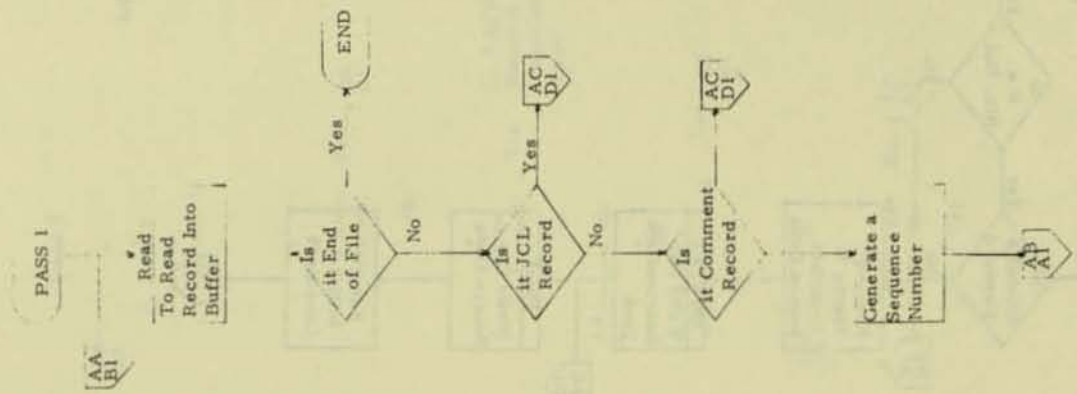 PASS 1
AA
B1
Read
To Read
Record Into
Buffer
Is
it End
of File
Yes
END
No
Is
it JCL
Record
Yes
AC
D1
No
Is
it Comment
Record
AC
D1
Generate a
Sequence
Number
AB
A1